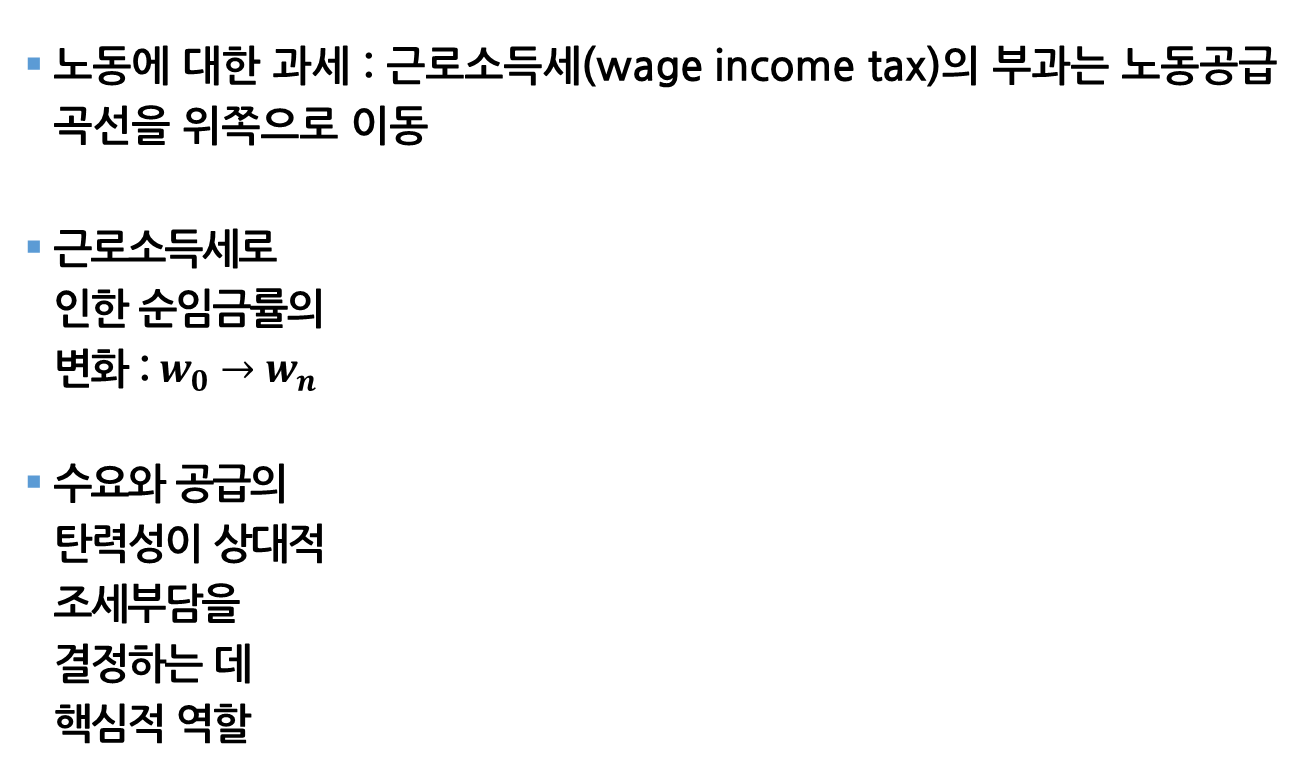 ▪ 노동에 대한 과세 : 근로소득세(wage income tax)의 부과는 노동공급
곡선을 위쪽으로 이동
▪ 근로소득세로
인한 순임금률의
변화 : w₀ → wₙ
▪ 수요와 공급의
탄력성이 상대적
조세부담을
결정하는 데
핵심적 역할